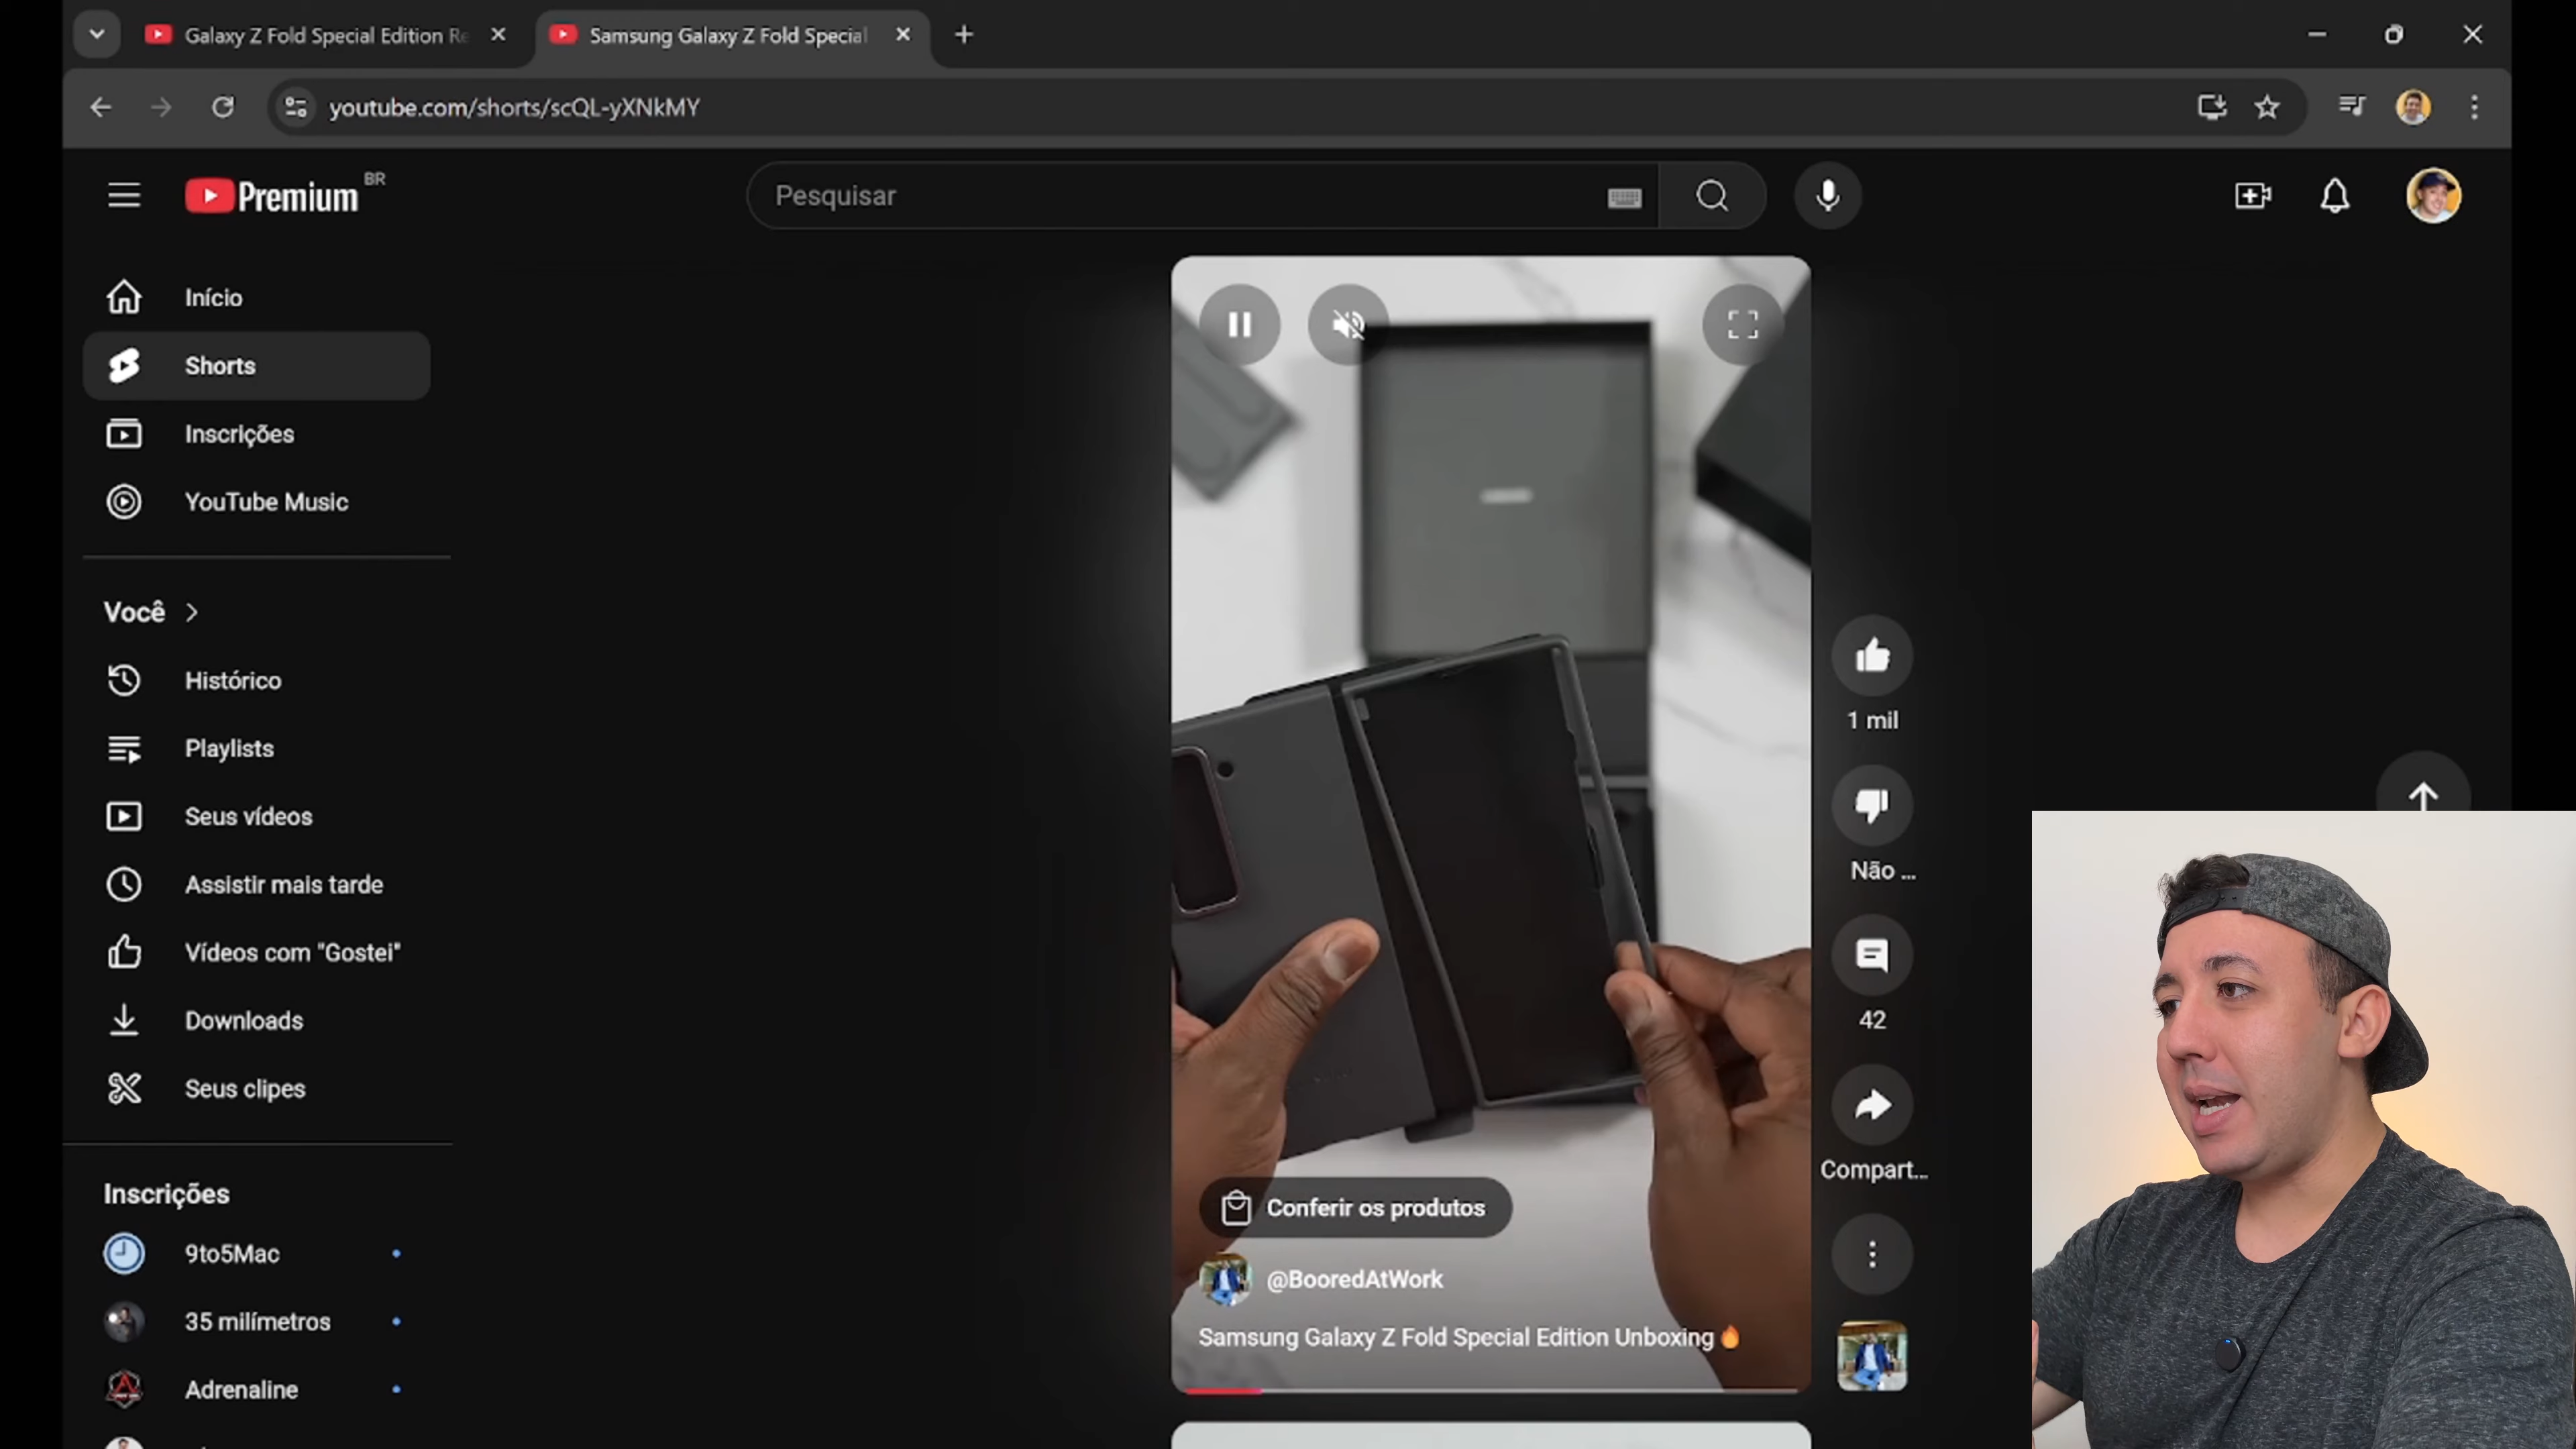 Galaxy Z Fold Special Edition Re
Samsung Galaxy Z Fold Special
youtube.com/shorts/scQL-yXNkMY
Premium BR
Pesquisar
Início
Shorts
Inscrições
YouTube Music
Você
Histórico
Playlists
Seus vídeos
Assistir mais tarde
Vídeos com "Gostei"
Downloads
Seus clipes
Inscrições
9to5Mac
35 milímetros
Adrenaline
1 mil
Não ...
42
Compart...
Conferir os produtos
@BooredAtWork
Samsung Galaxy Z Fold Special Edition Unboxing🔥